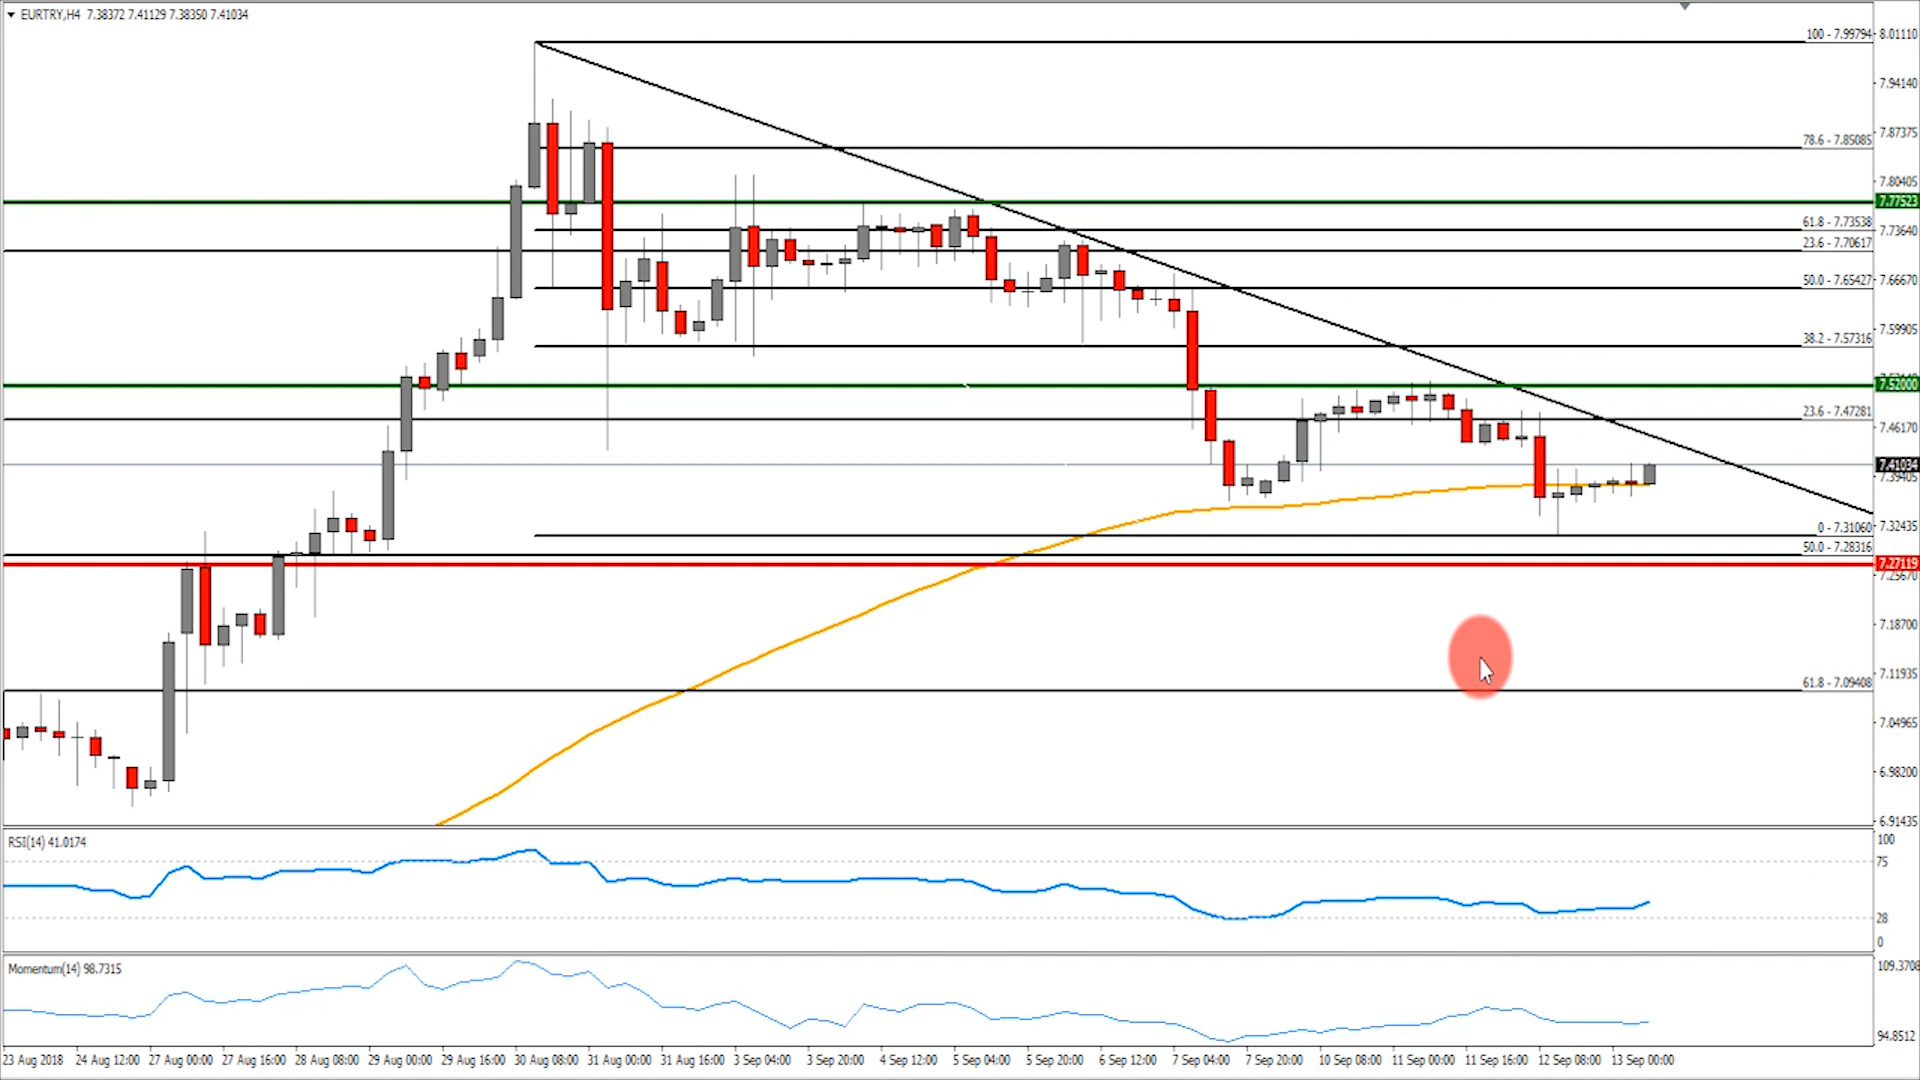 EURTRY,H4 7.38372 7.41129 7.38350 7.41034
100 - 7.99794
8.01110
7.94140
7.87375
78.6 - 7.85085
7.80405
7.77523
61.8 - 7.73538
7.73640
23.6 - 7.70617
50.0 - 7.65427
7.66670
38.2 - 7.57316
7.59905
7.52000
23.6 - 7.47281
7.46170
7.41034
7.39405
0 - 7.31060
7.32435
50.0 - 7.28316
7.27119
7.25670
7.18700
7.11935
61.8 - 7.09408
7.04965
6.98200
6.91435
RSI(14) 41.0174
100
75
28
0
Momentum(14) 98.7315
109.3708
94.8512
23 Aug 2018 24 Aug 12:00 27 Aug 00:00 27 Aug 16:00 28 Aug 08:00 29 Aug 00:00 29 Aug 16:00 30 Aug 08:00 31 Aug 00:00 31 Aug 16:00 3 Sep 04:00 3 Sep 20:00 4 Sep 12:00 5 Sep 04:00 5 Sep 20:00 6 Sep 12:00 7 Sep 04:00 7 Sep 20:00 10 Sep 08:00 11 Sep 00:00 11 Sep 16:00 12 Sep 08:00 13 Sep 00:00